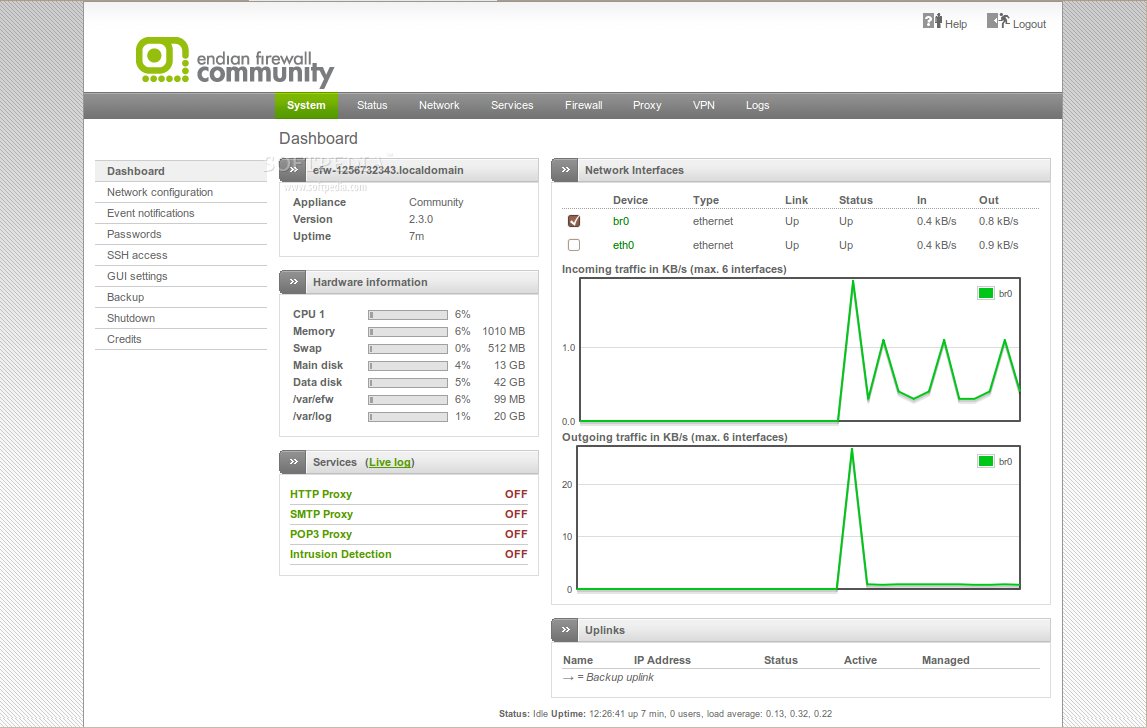 Help Logout
endian firewall
community
System Status Network Services Firewall Proxy VPN Logs
Dashboard
Dashboard
Network configuration
Event notifications
Passwords
SSH access
GUI settings
Backup
Shutdown
Credits
SOFTPEDIA
www.softpedia.com
efw-1256732343.localdomain
Appliance Community
Version 2.3.0
Uptime 7m
Hardware information
CPU 1 6%
Memory 6% 1010 MB
Swap 0% 512 MB
Main disk 4% 13 GB
Data disk 5% 42 GB
/var/efw 6% 99 MB
/var/log 1% 20 GB
Services (Live log)
HTTP Proxy OFF
SMTP Proxy OFF
POP3 Proxy OFF
Intrusion Detection OFF
Network Interfaces
Device Type Link Status In Out
br0 ethernet Up Up 0.4 kB/s 0.8 kB/s
eth0 ethernet Up Up 0.4 kB/s 0.9 kB/s
Incoming traffic in KB/s (max. 6 interfaces)
br0
1.0
0.0
Outgoing traffic in KB/s (max. 6 interfaces)
br0
20
10
0
Uplinks
Name IP Address Status Active Managed
→ = Backup uplink
Status: Idle Uptime: 12:26:41 up 7 min, 0 users, load average: 0.13, 0.32, 0.22